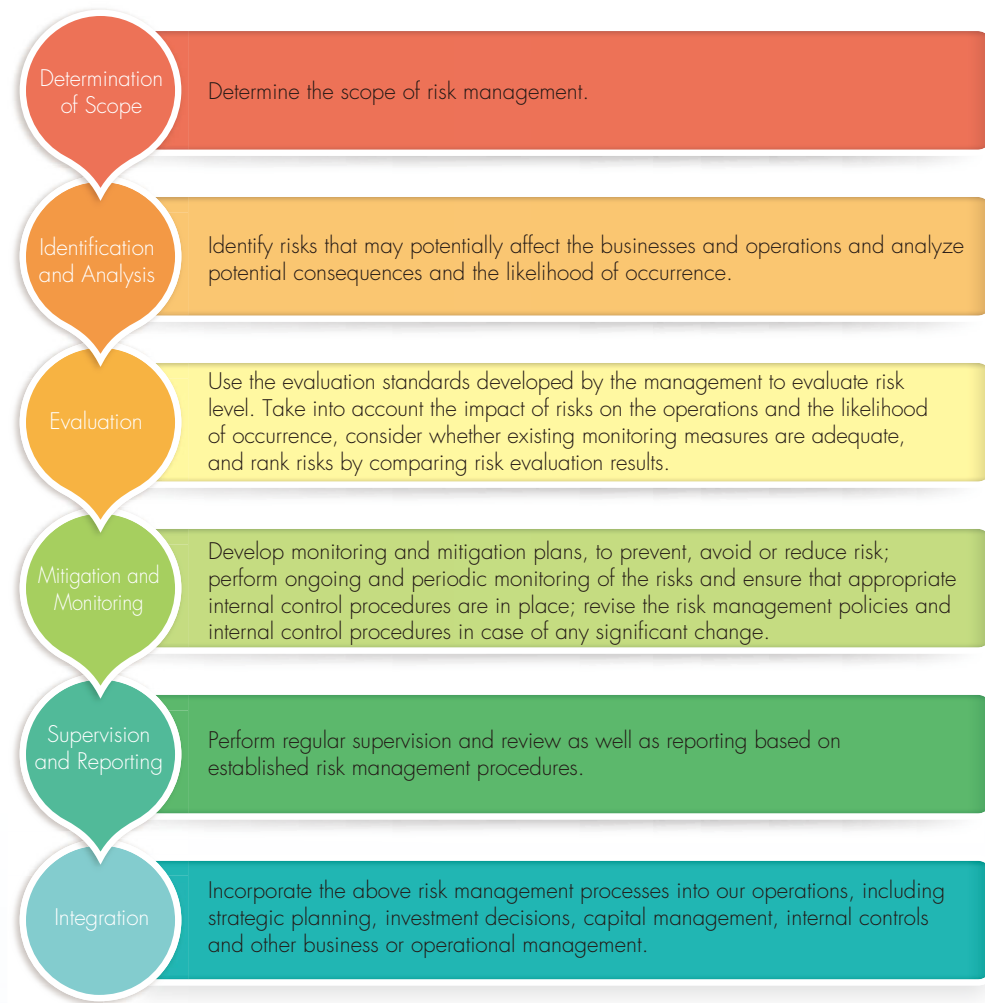 Determination
of Scope
Determine the scope of risk management.
Identification
and Analysis
Identify risks that may potentially affect the businesses and operations and analyze
potential consequences and the likelihood of occurrence.
Evaluation
Use the evaluation standards developed by the management to evaluate risk
level. Take into account the impact of risks on the operations and the likelihood
of occurrence, consider whether existing monitoring measures are adequate,
and rank risks by comparing risk evaluation results.
Mitigation and
Monitoring
Develop monitoring and mitigation plans, to prevent, avoid or reduce risk;
perform ongoing and periodic monitoring of the risks and ensure that appropriate
internal control procedures are in place; revise the risk management policies and
internal control procedures in case of any significant change.
Supervision
and Reporting
Perform regular supervision and review as well as reporting based on
established risk management procedures.
Integration
Incorporate the above risk management processes into our operations, including
strategic planning, investment decisions, capital management, internal controls
and other business or operational management.